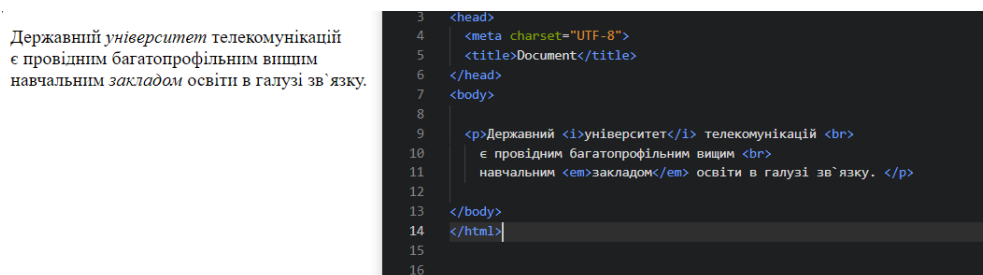 Державний університет телекомунікацій
є провідним багатопрофільним вищим
навчальним закладом освіти в галузі зв`язку.
3 <head>
4 <meta charset="UTF-8">
5 <title>Document</title>
6 </head>
7 <body>
8
9 <p>Державний <i>університет</i> телекомунікацій <br>
10 є провідним багатопрофільним вищим <br>
11 навчальним <em>закладом</em> освіти в галузі зв`язку. </p>
12
13 </body>
14 </html>
15
16